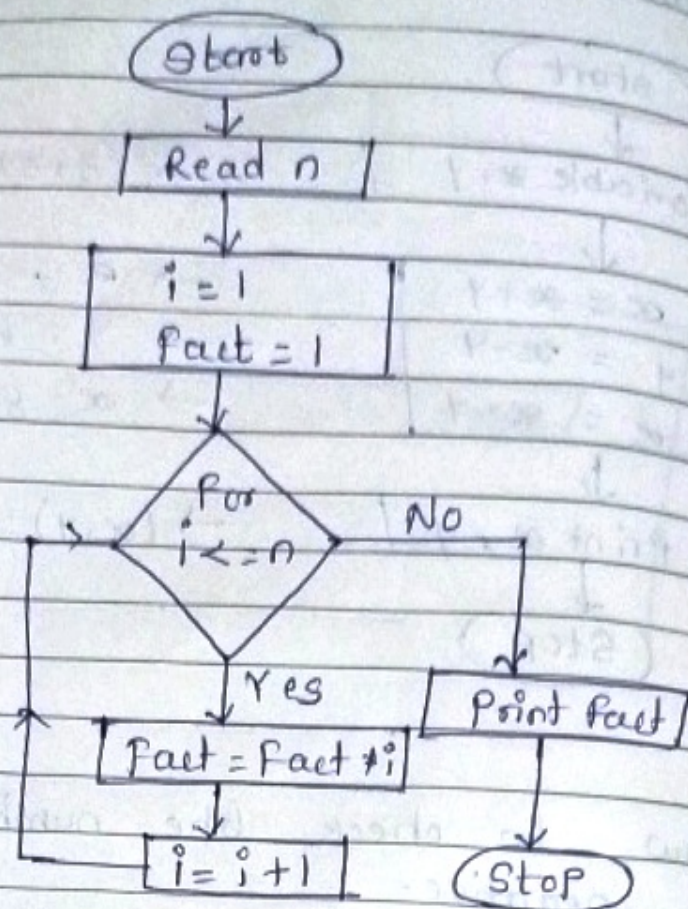 Start
Read n
i = 1
Fact = 1
For
i <= n
No
Yes
Fact = Fact * i
Print Fact
i = i + 1
Stop